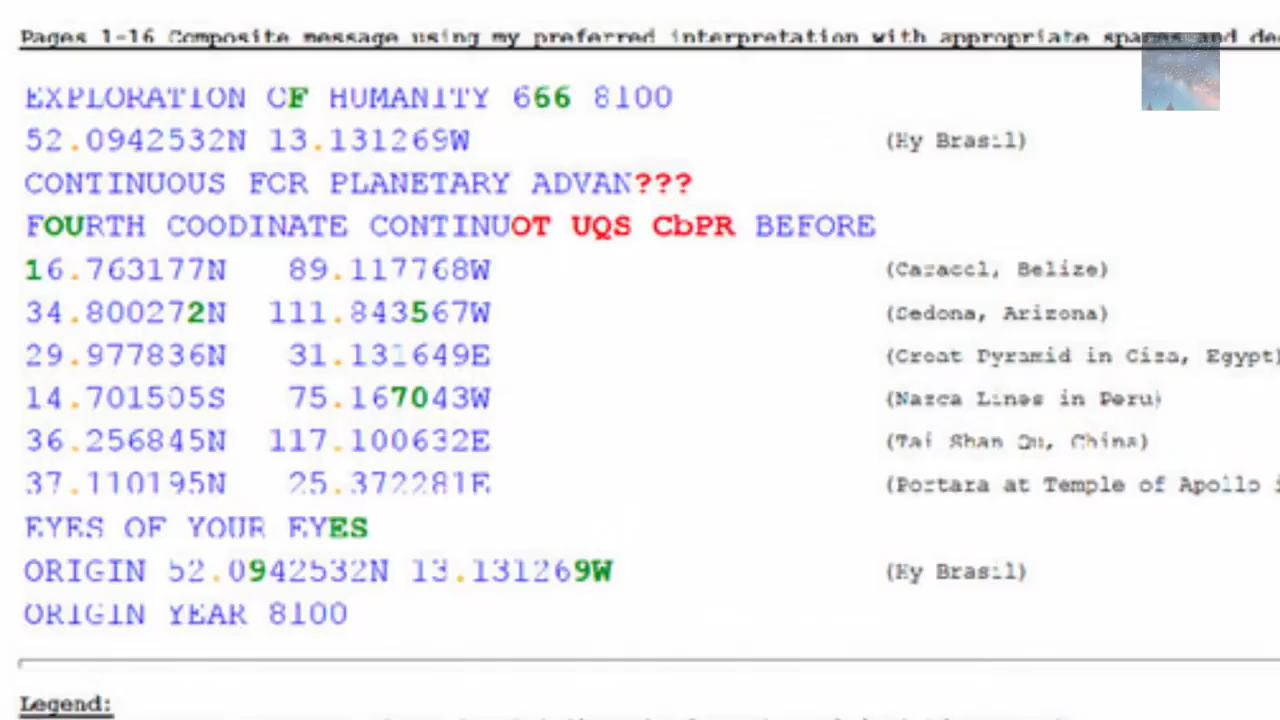 Pages 1-16 Composite message using my preferred interpretation with appropriate spaces and
EXPLORATION OF HUMANITY 666 8100
52.0942532N 13.131269W (Hy Brasil)
CONTINUOUS FOR PLANETARY ADVAN???
FOURTH COODINATE CONTINUOT UQS CbPR BEFORE
16.763177N 89.117768W (Caracol, Belize)
34.800272N 111.843567W (Sedona, Arizona)
29.977836N 31.131649E (Great Pyramid in Giza, Egypt)
14.701505S 75.167043W (Nazca Lines in Peru)
36.256845N 117.100632E (Tai Shan Qu, China)
37.110195N 25.372281E (Portara at Temple of Apollo
EYES OF YOUR EYES
ORIGIN 52.0942532N 13.131269W (Hy Brasil)
ORIGIN YEAR 8100
Legend: